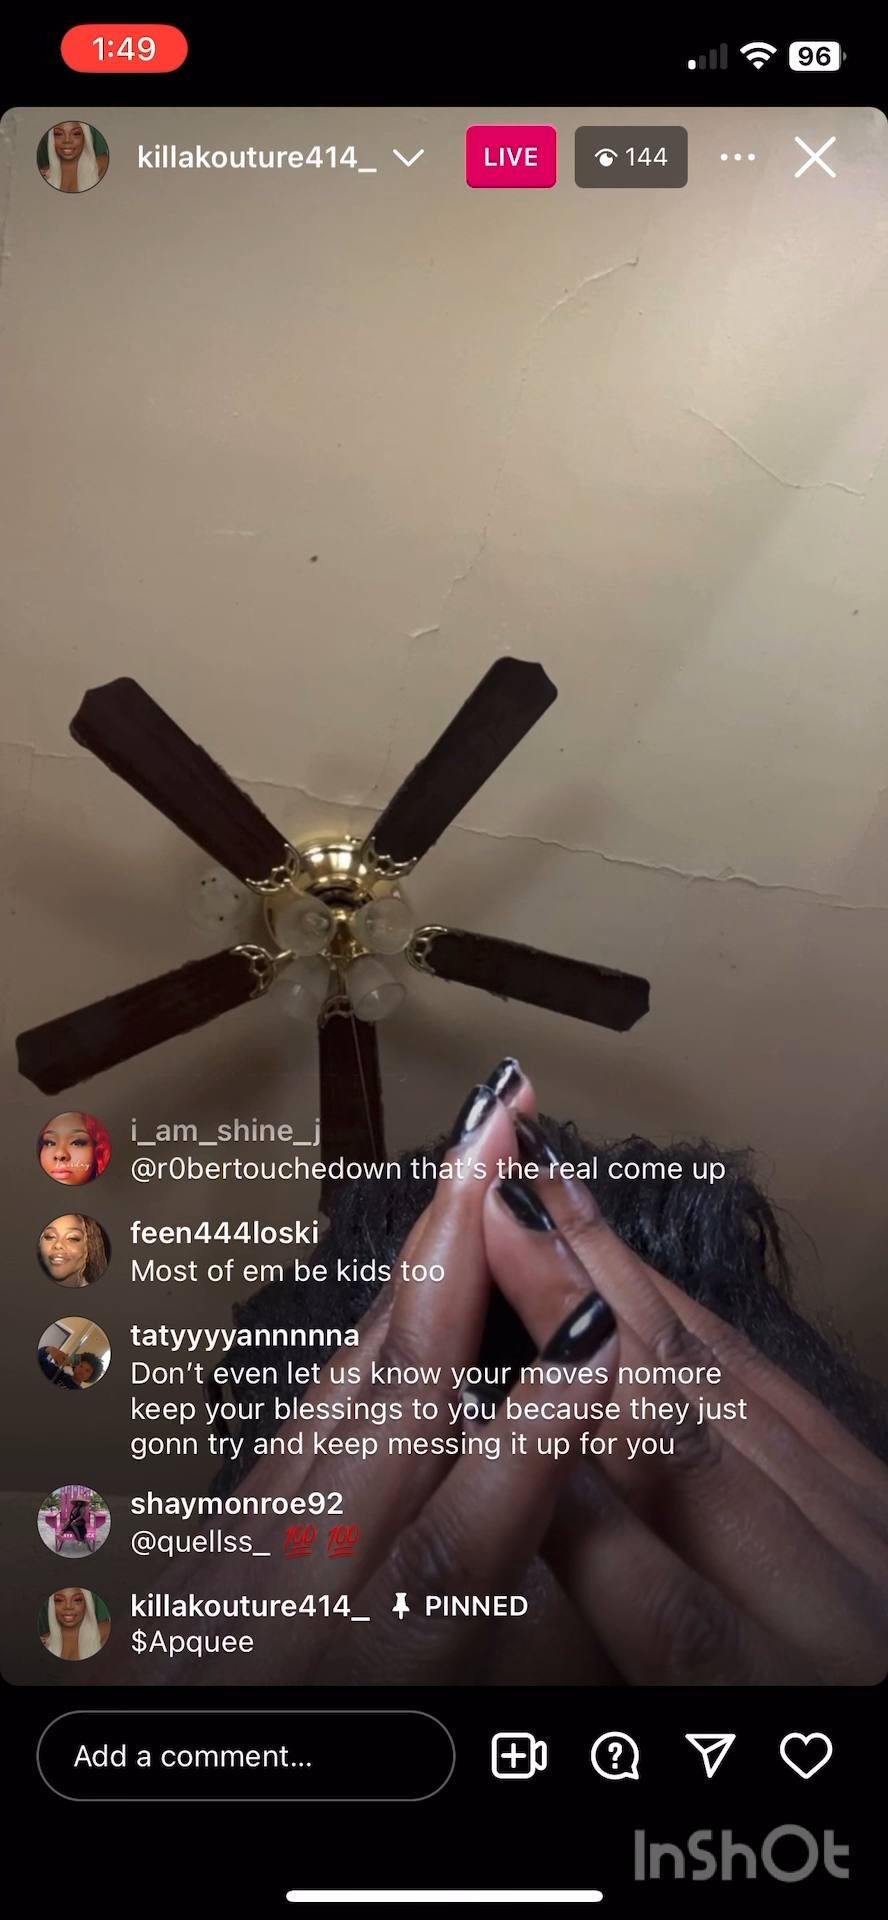 1:49
96
killakouture414_
LIVE
144
i_am_shine_j
@r0bertouchedown that's the real come up
feen444loski
Most of em be kids too
tatyyyyannnnna
Don't even let us know your moves nomore
keep your blessings to you because they just
gonn try and keep messing it up for you
shaymonroe92
@quellss_ 💯 💯
killakouture414_ PINNED
$Apquee
Add a comment...
InShOt